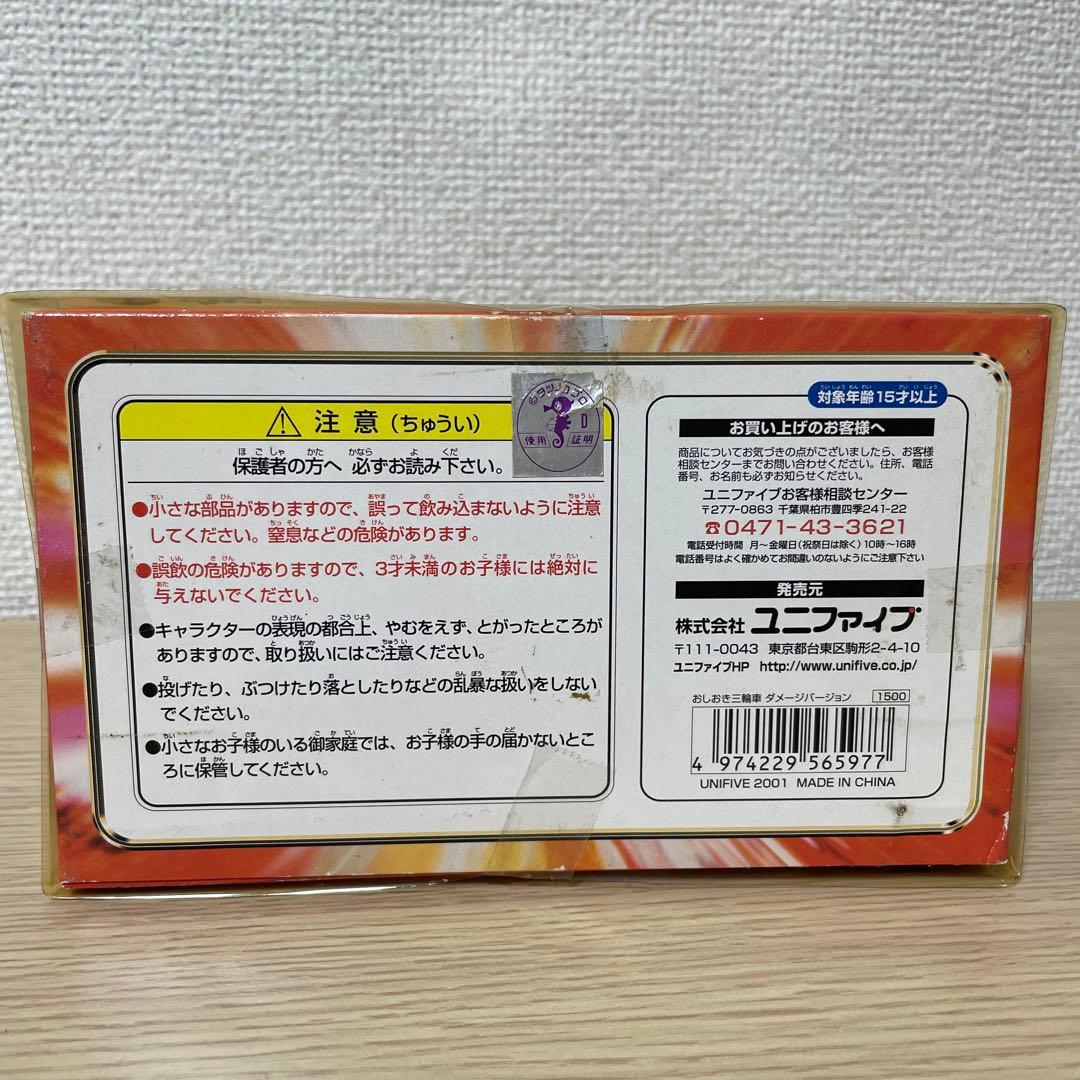 ⚠ 注意(ちゅうい)
保護者の方へ 必ずお読み下さい。
●小さな部品がありますので、誤って飲み込まないように注意
してください。窒息などの危険があります。
●誤飲の危険がありますので、3才未満のお子様には絶対に
与えないでください。
●キャラクターの表現の都合上、やむをえず、とがったところが
ありますので、取り扱いにはご注意ください。
●投げたり、ぶつけたり落としたりなどの乱暴な扱いをしない
でください。
●小さなお子様のいる御家庭では、お子様の手の届かないとこ
ろに保管してください。
©タツノコプロ
D
使用 証明
対象年齢15才以上
お買い上げのお客様へ
商品についてお気づきの点がございましたら、お客様
相談センターまでお問い合わせください。住所、電話
番号、お名前も必ずお知らせください。
ユニファイブお客様相談センター
〒277-0863 千葉県柏市豊四季241-22
☎0471-43-3621
電話受付時間 月~金曜日(祝祭日は除く)10時~16時
電話番号はよく確かめてお間違いのないようにご注意下さい
発売元
株式会社 ユニファイブ
〒111-0043 東京都台東区駒形2-4-10
ユニファイブHP http://www.unifive.co.jp/
おしおき三輪車 ダメージバージョン 1500
4 974229 565977
UNIFIVE 2001 MADE IN CHINA